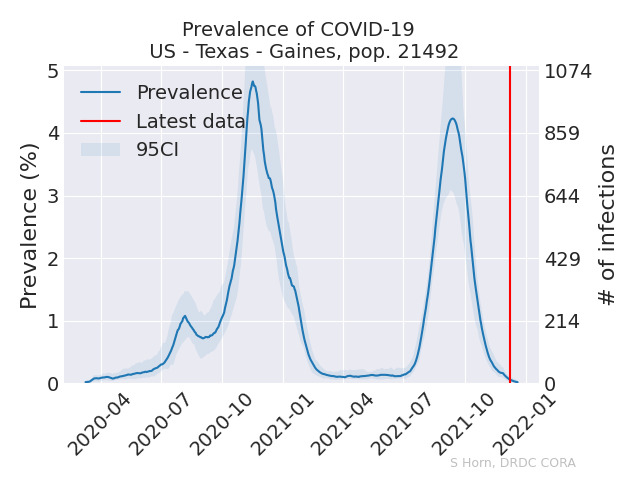 Prevalence of COVID-19
US - Texas - Gaines, pop. 21492
Prevalence
Latest data
95CI
Prevalence (%)
5
4
3
2
1
0
1074
859
644
429
214
0
# of infections
2020-04
2020-07
2020-10
2021-01
2021-04
2021-07
2021-10
2022-01
S Horn, DRDC CORA